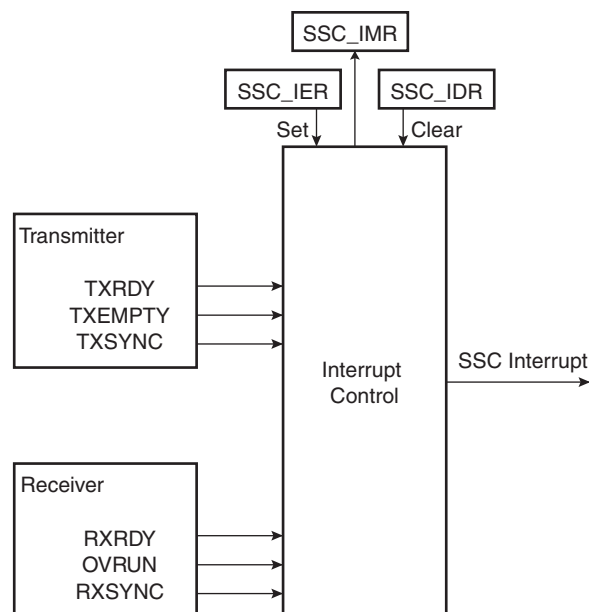 SSC_IMR
SSC_IER
SSC_IDR
Set
Clear
Transmitter
TXRDY
TXEMPTY
TXSYNC
Interrupt
Control
SSC Interrupt
Receiver
RXRDY
OVRUN
RXSYNC